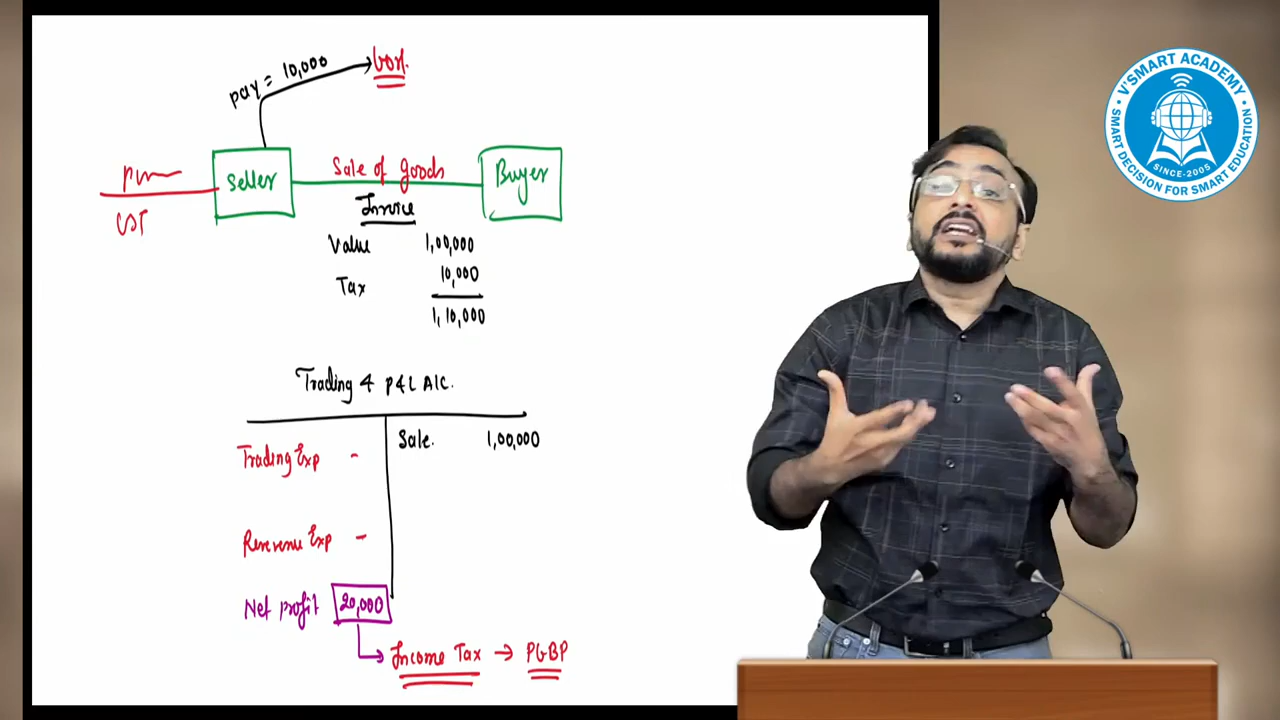 pay = 10,000
Govt.
Seller
Sale of Goods
Buyer
GST
Invoice
Value 1,00,000
Tax 10,000
1,10,000
Trading & P&L A/C.
Sale. 1,00,000
Trading Exp -
Revenue Exp -
Net profit 20,000
Income Tax → PGBP
V'SMART ACADEMY
SINCE-2005
SMART DECISION FOR SMART EDUCATION